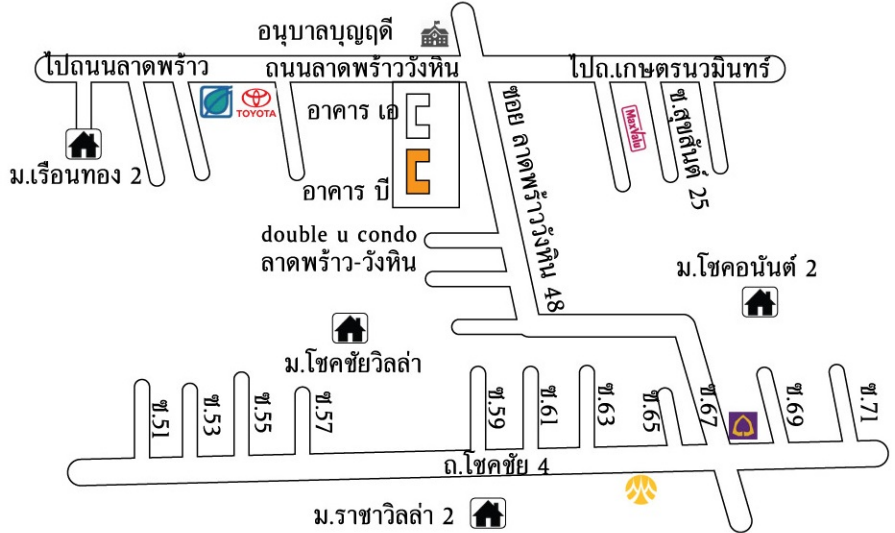 อนุบาลบุญฤดี
ไปถนนลาดพร้าว
ถนนลาดพร้าววังหิน
ไปถ.เกษตรนวมินทร์
TOYOTA
อาคาร เอ
MaxValu
ซ.สุขสันต์ 25
ซอย ลาดพร้าววังหิน 48
ม.เรือนทอง 2
อาคาร บี
double u condo
ลาดพร้าว-วังหิน
ม.โชคอนันต์ 2
ม.โชคชัยวิลล่า
ซ.51
ซ.53
ซ.55
ซ.57
ซ.59
ซ.61
ซ.63
ซ.65
ซ.67
ซ.69
ซ.71
ถ.โชคชัย 4
ม.ราชาวิลล่า 2